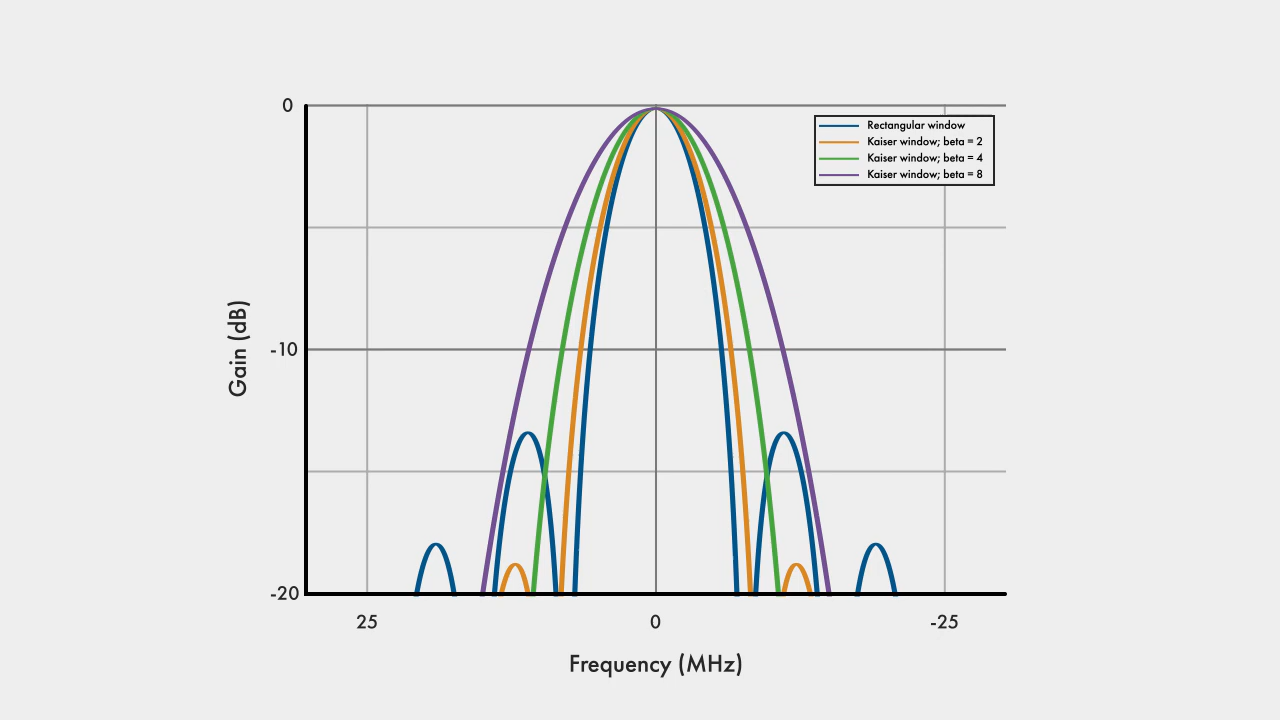 0
Rectangular window
Kaiser window; beta = 2
Kaiser window; beta = 4
Kaiser window; beta = 8
Gain (dB)
-10
-20
25 0 -25
Frequency (MHz)